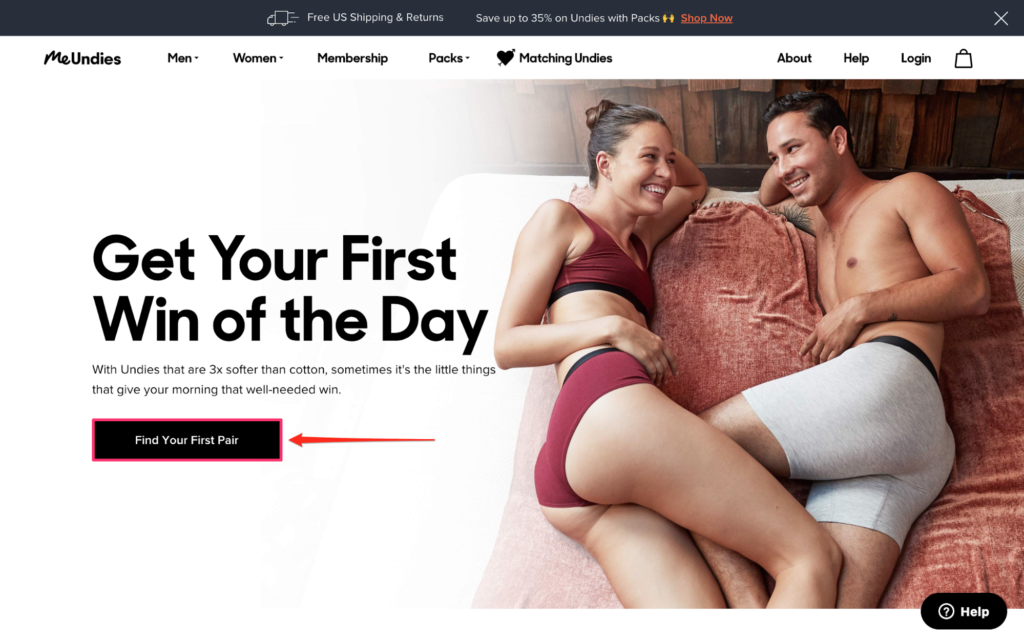 Free US Shipping & Returns
Save up to 35% on Undies with Packs 🙌 Shop Now
MeUndies
Men
Women
Membership
Packs
Matching Undies
About
Help
Login
Get Your First
Win of the Day
With Undies that are 3x softer than cotton, sometimes it's the little things
that give your morning that well-needed win.
Find Your First Pair
Help